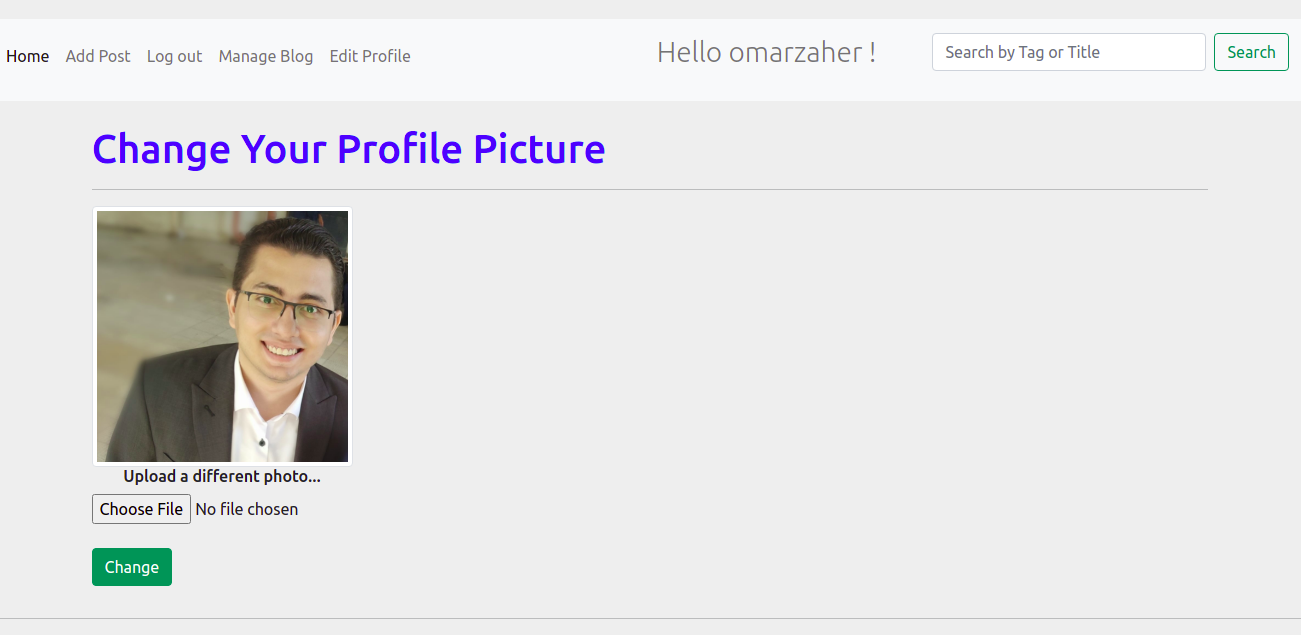 Home Add Post Log out Manage Blog Edit Profile Hello omarzaher ! Search by Tag or Title Search
Change Your Profile Picture
Upload a different photo...
Choose File No file chosen
Change